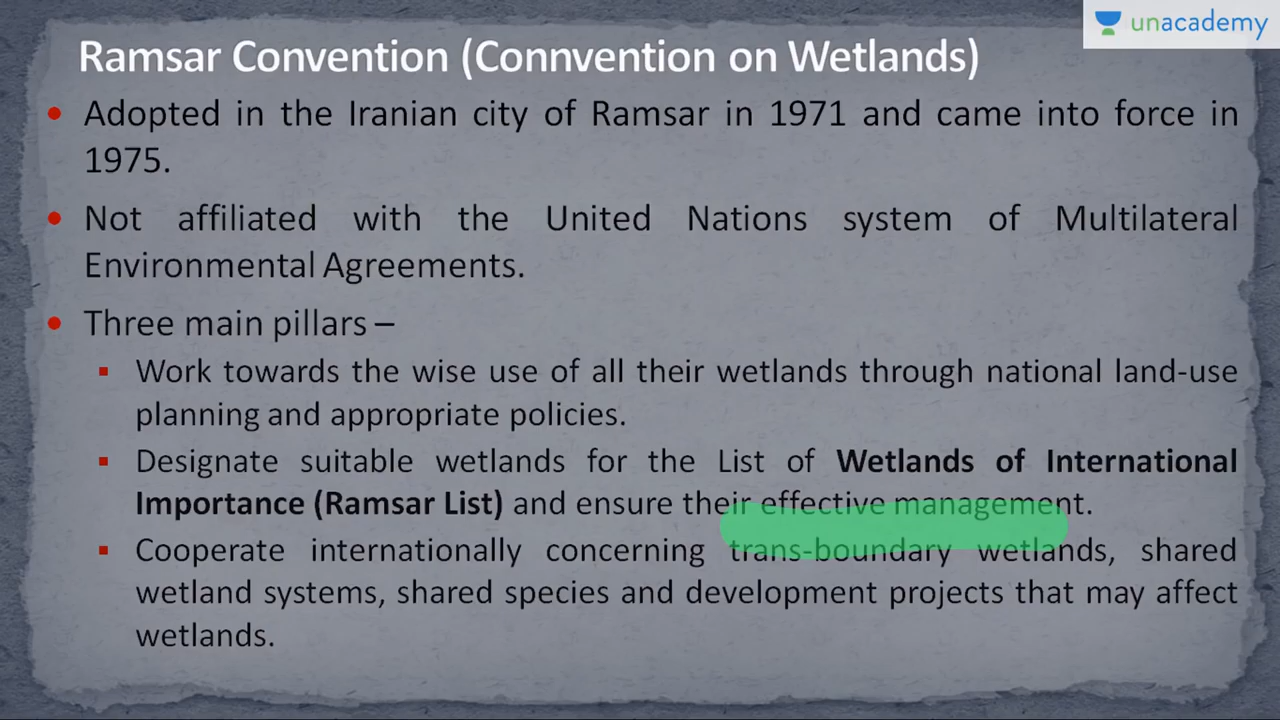 unacademy
Ramsar Convention (Connvention on Wetlands)
• Adopted in the Iranian city of Ramsar in 1971 and came into force in
1975.
• Not affiliated with the United Nations system of Multilateral
Environmental Agreements.
• Three main pillars –
▪ Work towards the wise use of all their wetlands through national land-use
planning and appropriate policies.
▪ Designate suitable wetlands for the List of Wetlands of International
Importance (Ramsar List) and ensure their effective management.
▪ Cooperate internationally concerning trans-boundary wetlands, shared
wetland systems, shared species and development projects that may affect
wetlands.